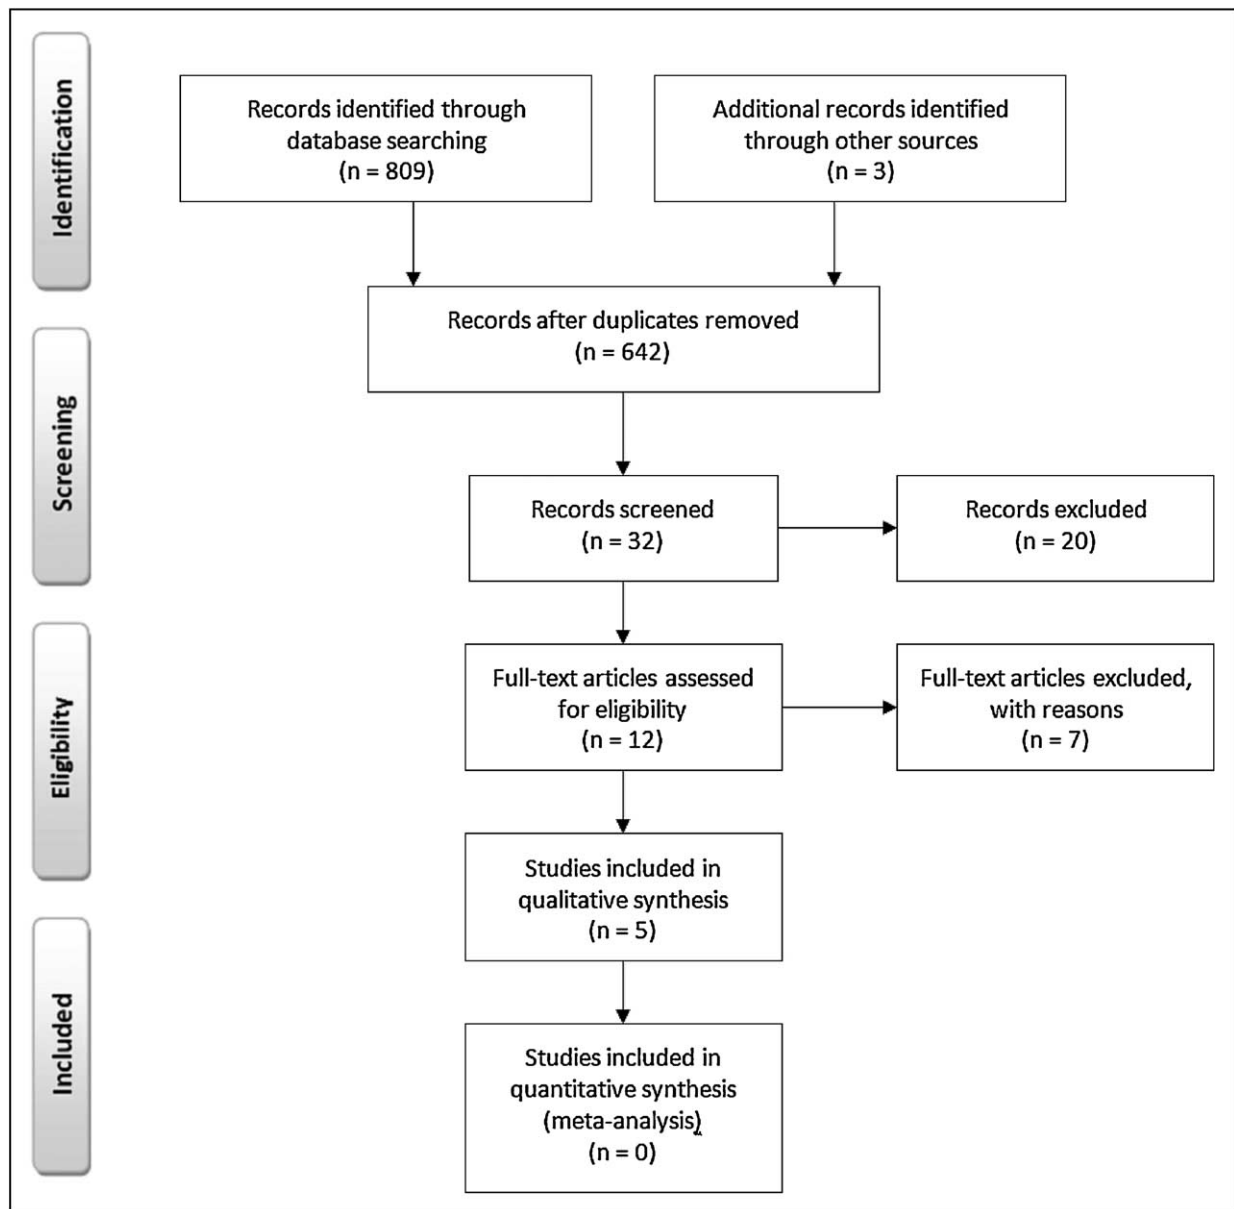 Identification
Records identified through
database searching
(n = 809)
Additional records identified
through other sources
(n = 3)
Records after duplicates removed
(n = 642)
Screening
Records screened
(n = 32)
Records excluded
(n = 20)
Eligibility
Full-text articles assessed
for eligibility
(n = 12)
Full-text articles excluded,
with reasons
(n = 7)
Studies included in
qualitative synthesis
(n = 5)
Included
Studies included in
quantitative synthesis
(meta-analysis)
(n = 0)